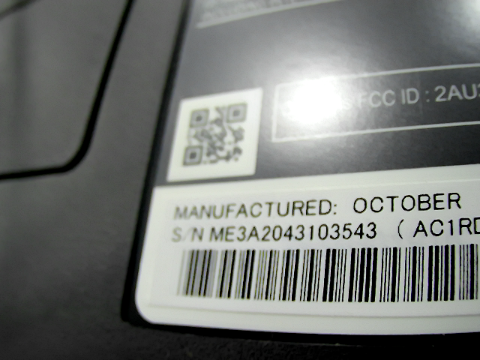 FCC ID : 2AU
MANUFACTURED: OCTOBER
S/N ME3A2043103543 ( AC1RD